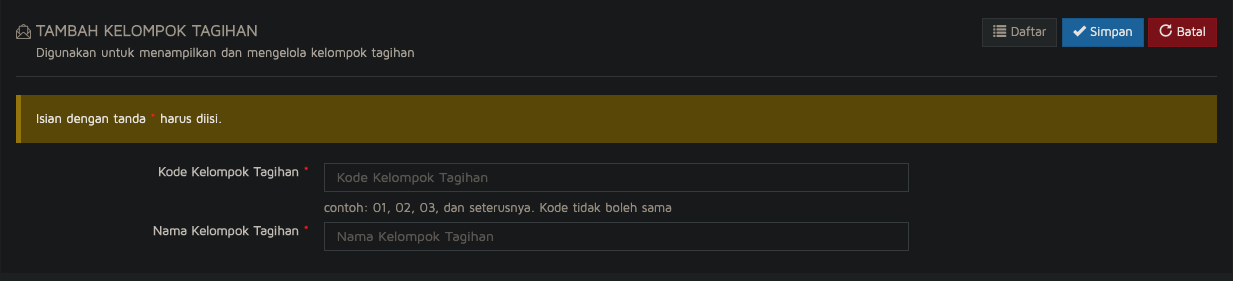 TAMBAH KELOMPOK TAGIHAN
Digunakan untuk menampilkan dan mengelola kelompok tagihan
Daftar
Simpan
Batal
Isian dengan tanda * harus diisi.
Kode Kelompok Tagihan *
Kode Kelompok Tagihan
contoh: 01, 02, 03, dan seterusnya. Kode tidak boleh sama
Nama Kelompok Tagihan *
Nama Kelompok Tagihan